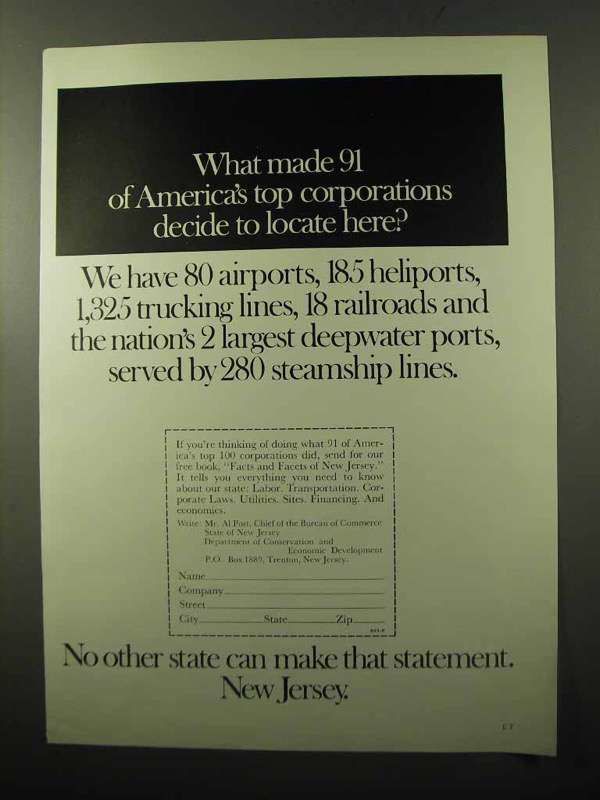 What made 91
of America's top corporations
decide to locate here?
We have 80 airports, 185 heliports,
1,325 trucking lines, 18 railroads and
the nation's 2 largest deepwater ports,
served by 280 steamship lines.
If you're thinking of doing what 91 of Amer-
ica's top 100 corporations did, send for our
free book, "Facts and Facets of New Jersey."
It tells you everything you need to know
about our state: Labor. Transportation. Cor-
porate Laws. Utilities. Sites. Financing. And
economics.
Write: Mr. Al Post, Chief of the Bureau of Commerce
State of New Jersey
Department of Conservation and
Economic Development
P.O. Box 1889, Trenton, New Jersey.
Name
Company
Street
City State Zip
No other state can make that statement.
New Jersey.